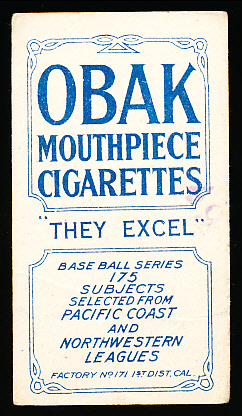 OBAK
MOUTHPIECE
CIGARETTES
"THEY EXCEL"
BASE BALL SERIES
175
SUBJECTS
SELECTED FROM
PACIFIC COAST
AND
NORTHWESTERN
LEAGUES
FACTORY No 171 1ST DIST. CAL.